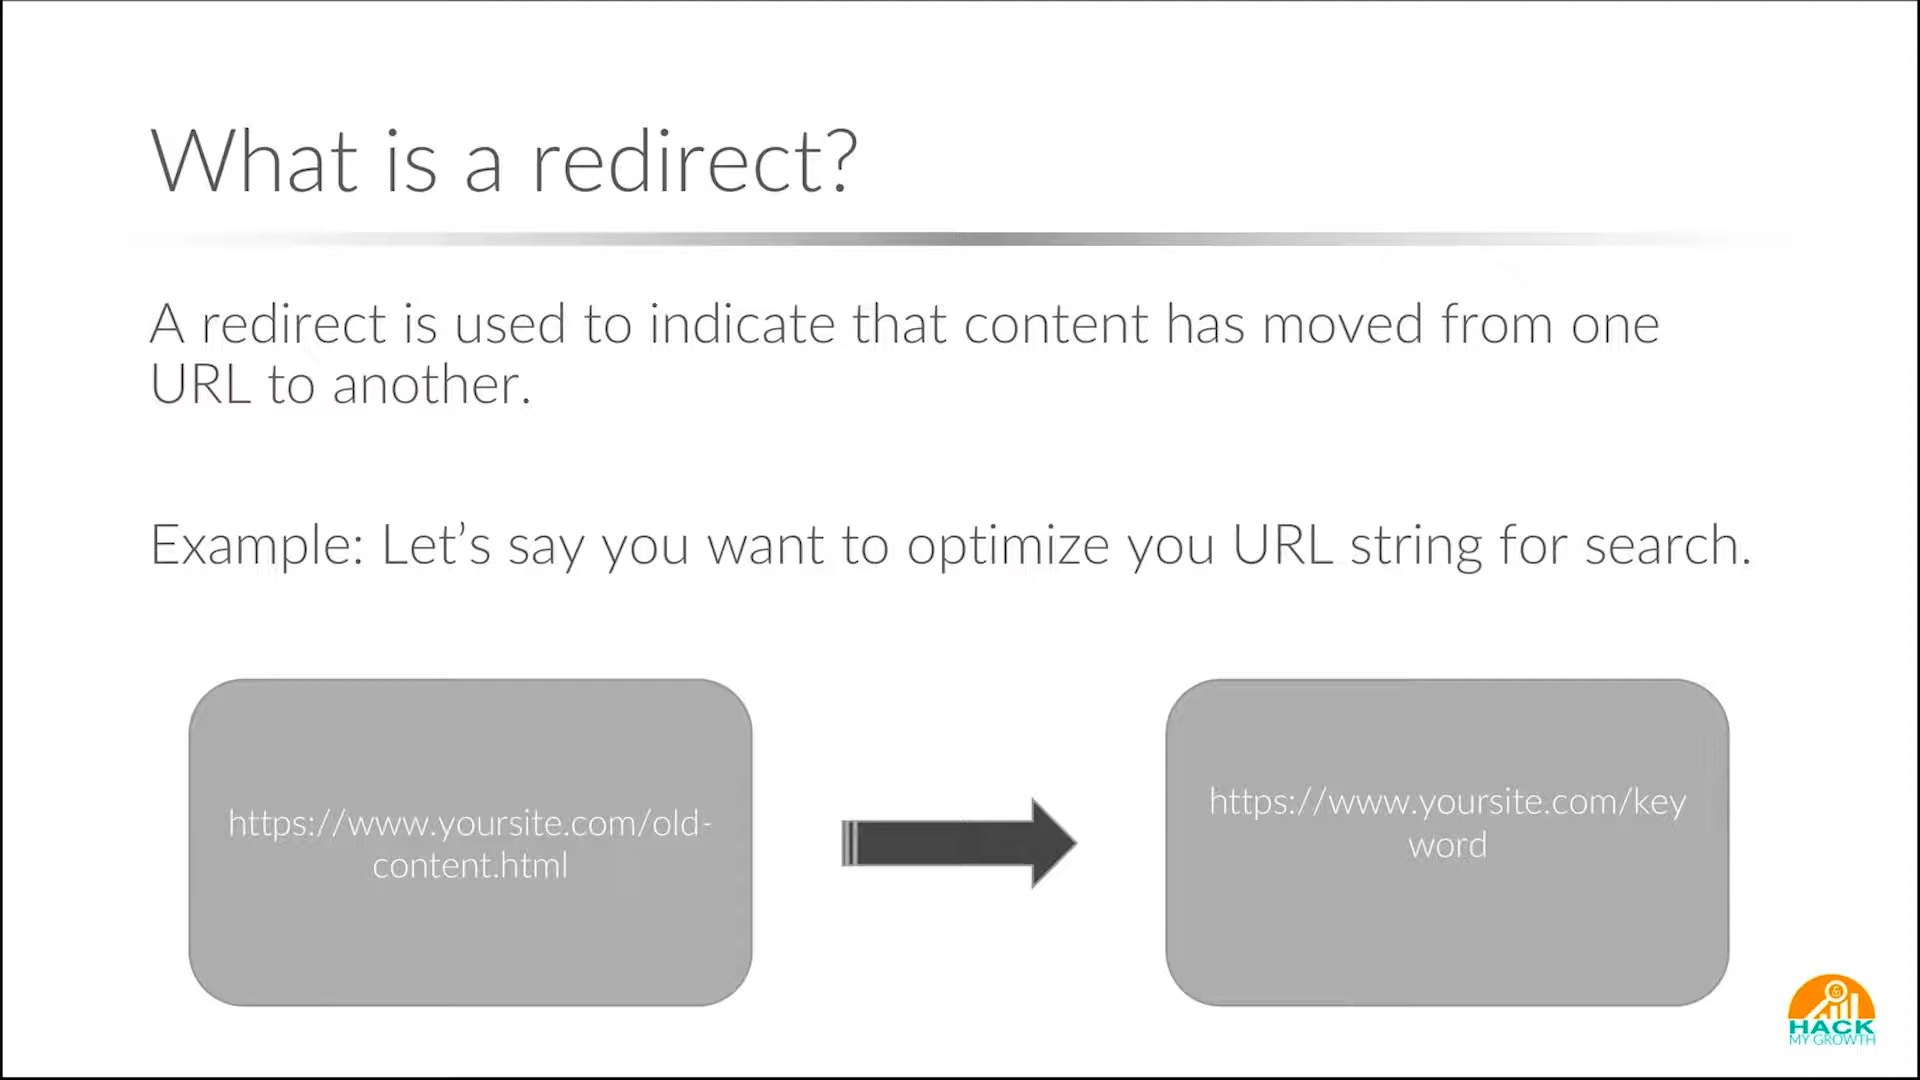 What is a redirect?
A redirect is used to indicate that content has moved from one
URL to another.
Example: Let’s say you want to optimize you URL string for search.
https://www.yoursite.com/old-
content.html
https://www.yoursite.com/key
word
HACK
MY GROWTH